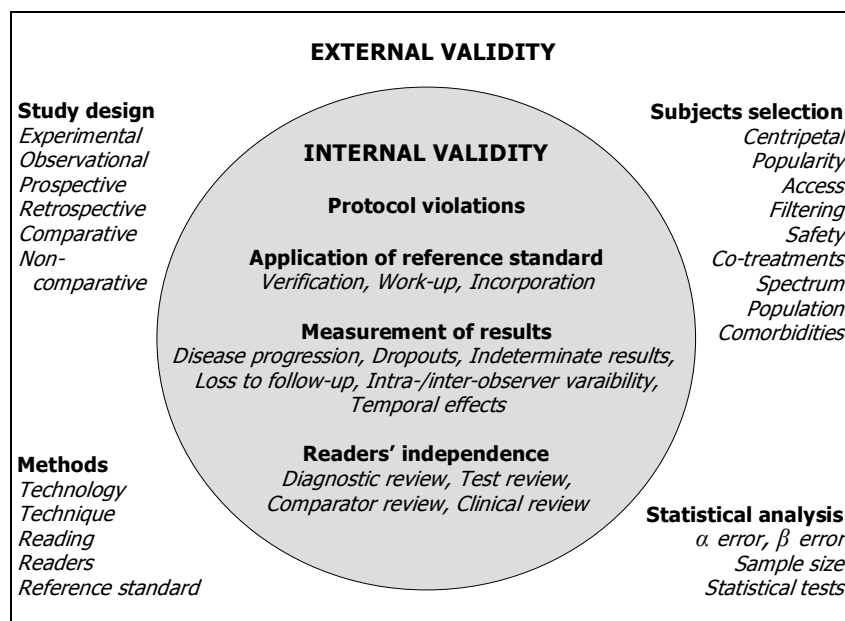 EXTERNAL VALIDITY
Study design
Experimental
Observational
Prospective
Retrospective
Comparative
Non-
comparative
Subjects selection
Centripetal
Popularity
Access
Filtering
Safety
Co-treatments
Spectrum
Population
Comorbidities
INTERNAL VALIDITY
Protocol violations
Application of reference standard
Verification, Work-up, Incorporation
Measurement of results
Disease progression, Dropouts, Indeterminate results,
Loss to follow-up, Intra-/inter-observer varaibility,
Temporal effects
Readers’ independence
Diagnostic review, Test review,
Comparator review, Clinical review
Methods
Technology
Technique
Reading
Readers
Reference standard
Statistical analysis
α error, β error
Sample size
Statistical tests